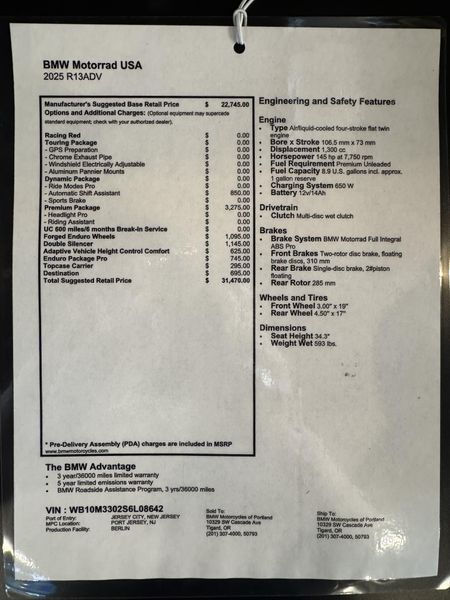 BMW Motorrad USA
2025 R13ADV
Manufacturer's Suggested Base Retail Price $ 22,745.00
Options and Additional Charges: (Optional equipment may supercede
standard equipment; check with your authorized dealer).
Racing Red $ 0.00
Touring Package $ 0.00
- GPS Preparation $ 0.00
- Chrome Exhaust Pipe $ 0.00
- Windshield Electrically Adjustable $ 0.00
- Aluminum Pannier Mounts $ 0.00
Dynamic Package $ 0.00
- Ride Modes Pro $ 0.00
- Automatic Shift Assistant $ 850.00
- Sports Brake $ 0.00
Premium Package $ 3,275.00
- Headlight Pro $ 0.00
- Riding Assistant $ 0.00
UC 600 miles/6 months Break-In Service $ 0.00
Forged Enduro Wheels $ 1,095.00
Double Silencer $ 1,145.00
Adaptive Vehicle Height Control Comfort $ 625.00
Enduro Package Pro $ 745.00
Topcase Carrier $ 295.00
Destination $ 695.00
Total Suggested Retail Price $ 31,470.00
* Pre-Delivery Assembly (PDA) charges are included in MSRP
www.bmwmotorcycles.com
Engineering and Safety Features
Engine
• Type Air/liquid-cooled four-stroke flat twin
engine
• Bore x Stroke 106.5 mm x 73 mm
• Displacement 1,300 cc
• Horsepower 145 hp at 7,750 rpm
• Fuel Requirement Premium Unleaded
• Fuel Capacity 8.9 U.S. gallons incl. approx.
1 gallon reserve
• Charging System 650 W
• Battery 12v/14Ah
Drivetrain
• Clutch Multi-disc wet clutch
Brakes
• Brake System BMW Motorrad Full Integral
ABS Pro
• Front Brakes Two-rotor disc brake, floating
brake discs, 310 mm
• Rear Brake Single-disc brake, 2#piston
floating
• Rear Rotor 285 mm
Wheels and Tires
• Front Wheel 3.00" x 19"
• Rear Wheel 4.50" x 17"
Dimensions
• Seat Height 34.3"
• Weight Wet 593 lbs.
The BMW Advantage
• 3 year/36000 miles limited warranty
• 5 year limited emissions warranty
• BMW Roadside Assistance Program, 3 yrs/36000 miles
VIN : WB10M3302S6L08642
Port of Entry: JERSEY CITY, NEW JERSEY
MPC Location: PORT JERSEY, NJ
Production Facility: BERLIN
Sold To:
BMW Motorcycles of Portland
10329 SW Cascade Ave
Tigard, OR
(201) 307-4000, 50793
Ship To:
BMW Motorcycles of Portland
10329 SW Cascade Ave
Tigard, OR
(201) 307-4000, 50793